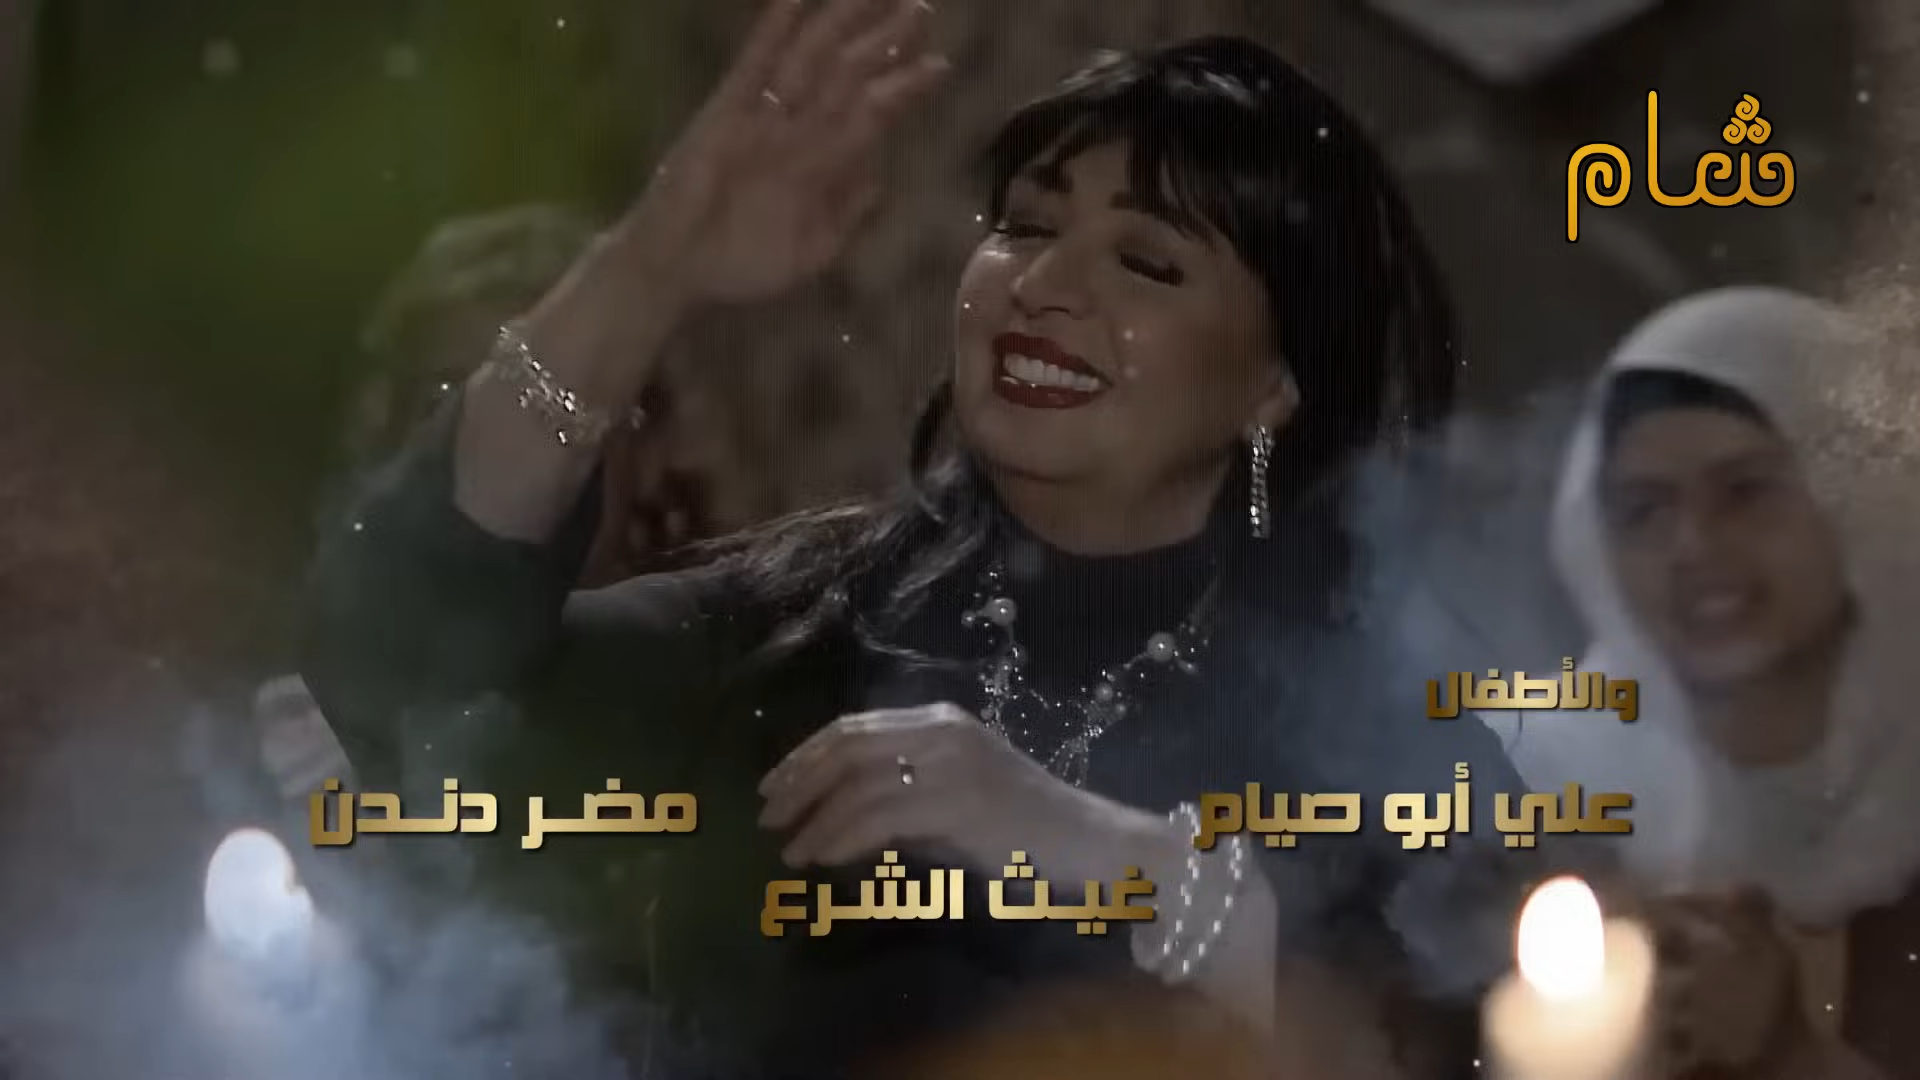 شام
والأطفال
علي أبو صيام مضر دندن
غيث الشرع